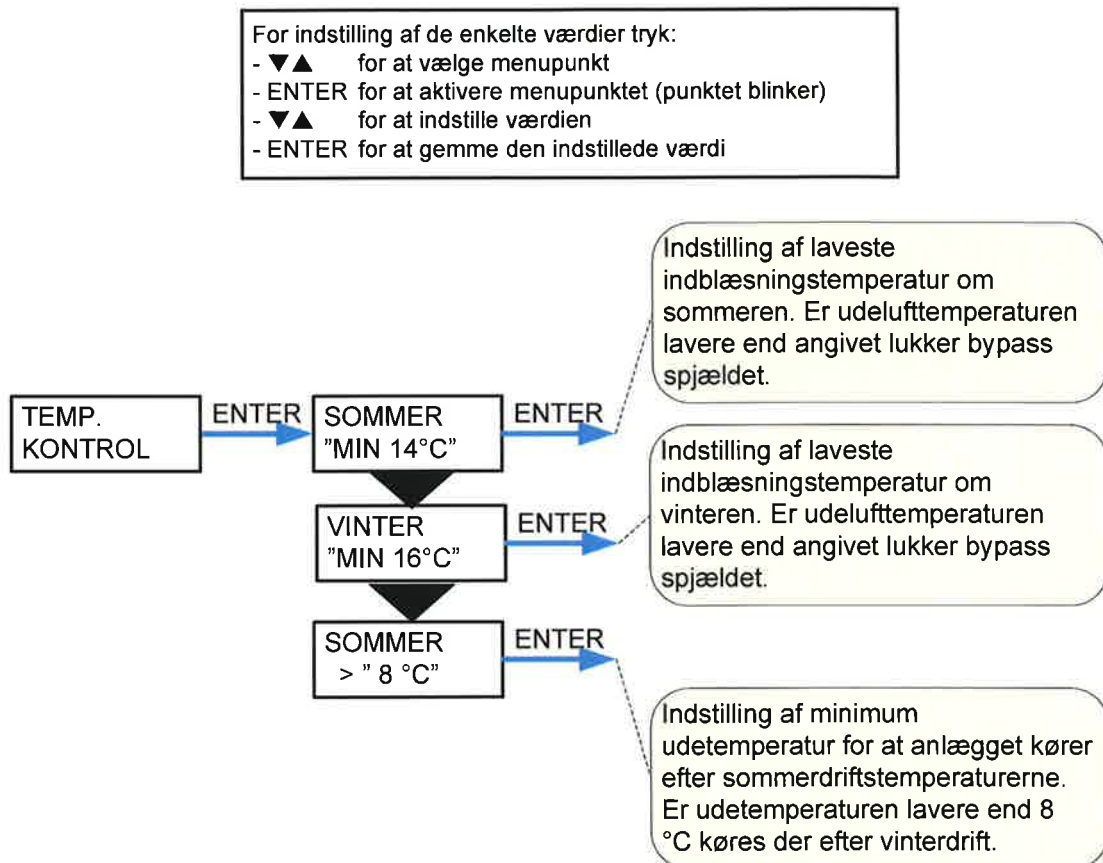 For indstilling af de enkelte værdier tryk:
- ▼▲ for at vælge menupunkt
- ENTER for at aktivere menupunktet (punktet blinker)
- ▼▲ for at indstille værdien
- ENTER for at gemme den indstillede værdi
Indstilling af laveste
indblæsningstemperatur om
sommeren. Er udelufttemperaturen
lavere end angivet lukker bypass
spjældet.
TEMP.
KONTROL
ENTER
SOMMER
”MIN 14°C”
ENTER
Indstilling af laveste
indblæsningstemperatur om
vinteren. Er udelufttemperaturen
lavere end angivet lukker bypass
spjældet.
VINTER
”MIN 16°C”
ENTER
SOMMER
> ” 8 °C”
ENTER
Indstilling af minimum
udetemperatur for at anlægget kører
efter sommerdriftstemperaturerne.
Er udetemperaturen lavere end 8
°C køres der efter vinterdrift.